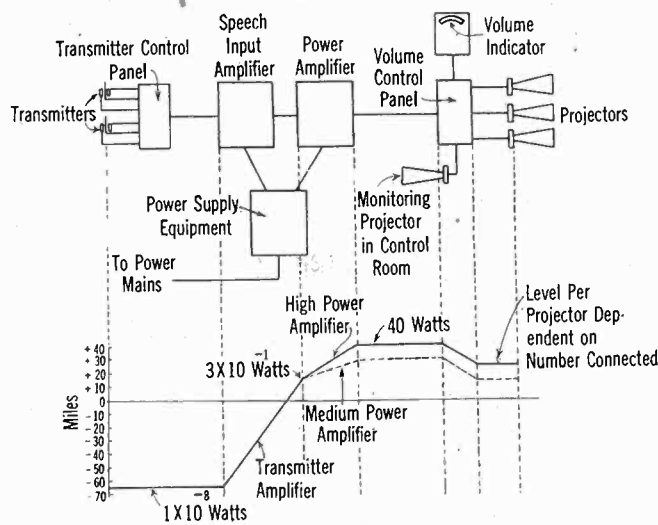 Transmitter Control
Panel
Speech
Input
Amplifier
Power
Amplifier
Volume
Control
Panel
Volume
Indicator
Transmitters
Projectors
Power Supply
Equipment
Monitoring
Projector
in Control
Room
To Power
Mains
High Power
Amplifier
40 Watts
Level Per
Projector Dep-
endent on
Number Connected
3X10⁻¹ Watts
Medium Power
Amplifier
Transmitter
Amplifier
1X10⁻⁸ Watts
Miles
+40
+30
+20
+10
0
-10
-20
-30
-40
-50
-60
-70